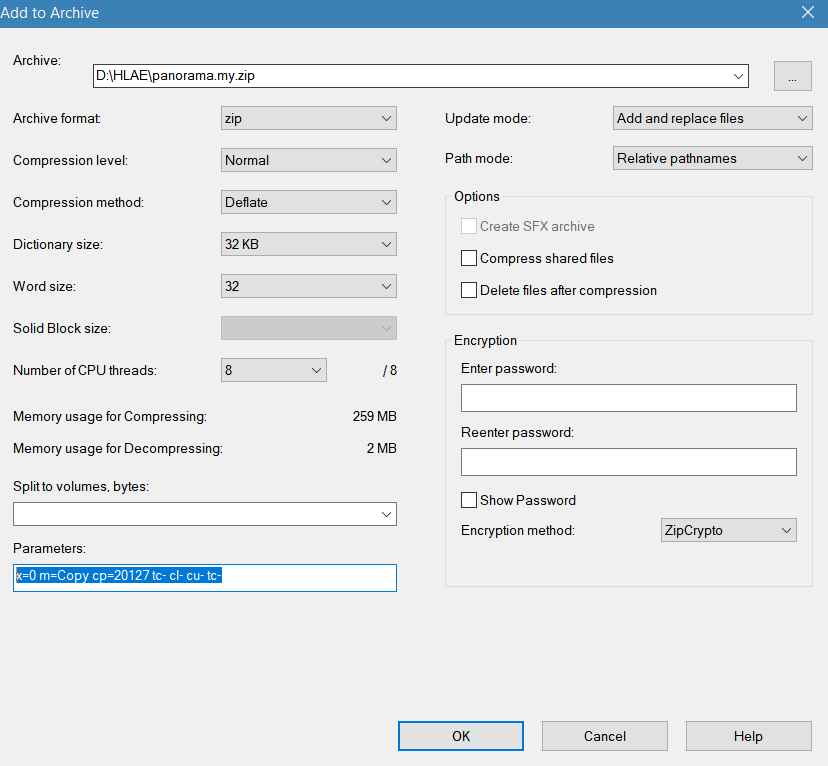 Add to Archive
Archive:
D:\HLAE\panorama.my.zip
...
Archive format:
zip
Compression level:
Normal
Compression method:
Deflate
Dictionary size:
32 KB
Word size:
32
Solid Block size:
Number of CPU threads:
8
/ 8
Memory usage for Compressing:
259 MB
Memory usage for Decompressing:
2 MB
Split to volumes, bytes:
Parameters:
x=0 m=Copy cp=20127 tc- cl- cu- tc-
Update mode:
Add and replace files
Path mode:
Relative pathnames
Options
Create SFX archive
Compress shared files
Delete files after compression
Encryption
Enter password:
Reenter password:
Show Password
Encryption method:
ZipCrypto
OK
Cancel
Help